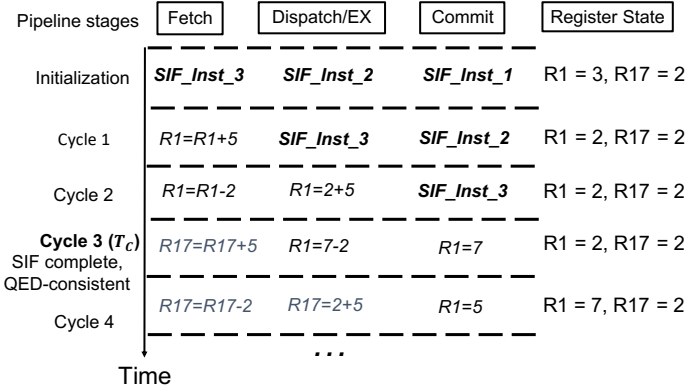 Pipeline stages Fetch Dispatch/EX Commit Register State
Initialization SIF_Inst_3 SIF_Inst_2 SIF_Inst_1 R1 = 3, R17 = 2
Cycle 1 R1=R1+5 SIF_Inst_3 SIF_Inst_2 R1 = 2, R17 = 2
Cycle 2 R1=R1-2 R1=2+5 SIF_Inst_3 R1 = 2, R17 = 2
Cycle 3 (T_C) R17=R17+5 R1=7-2 R1=7 R1 = 2, R17 = 2
SIF complete,
QED-consistent
Cycle 4 R17=R17-2 R17=2+5 R1=5 R1 = 7, R17 = 2
...
Time